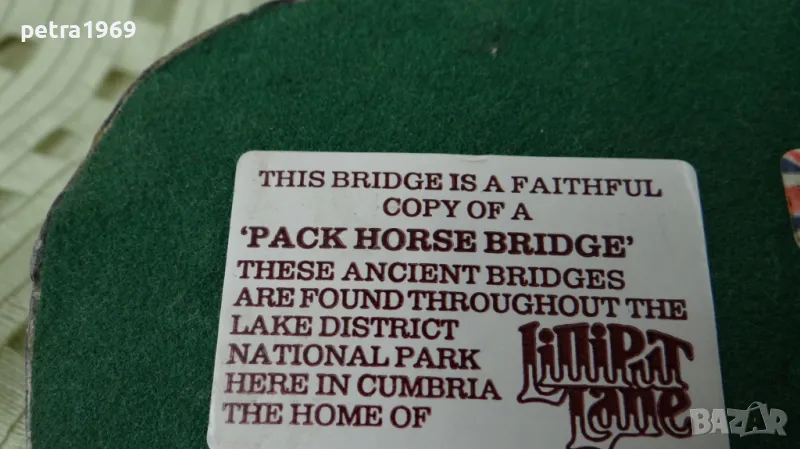 petra1969
THIS BRIDGE IS A FAITHFUL
COPY OF A
'PACK HORSE BRIDGE'
THESE ANCIENT BRIDGES
ARE FOUND THROUGHOUT THE
LAKE DISTRICT
NATIONAL PARK
HERE IN CUMBRIA
THE HOME OF
LilliPuT
Lane
BAZAR